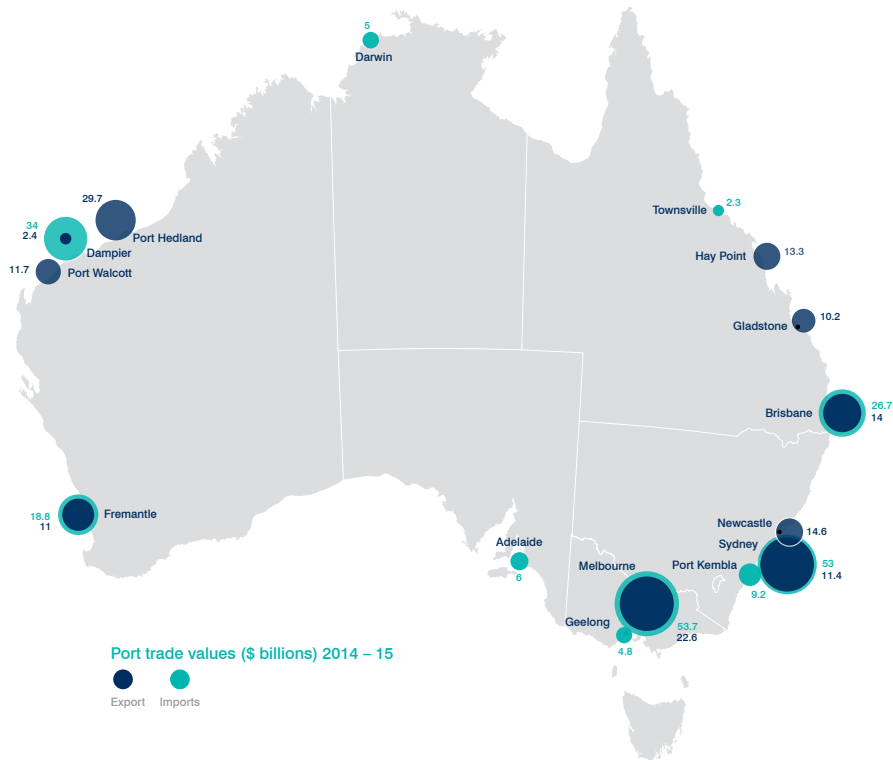 5
Darwin
29.7
34
2.4
Port Hedland
Dampier
11.7
Port Walcott
Townsville
2.3
Hay Point
13.3
Gladstone
10.2
Brisbane
26.7
14
18.8
11
Fremantle
Newcastle
14.6
Sydney
53
11.4
Adelaide
6
Melbourne
Port Kembla
9.2
Geelong
53.7
22.6
4.8
Port trade values ($ billions) 2014 – 15
Export
Imports